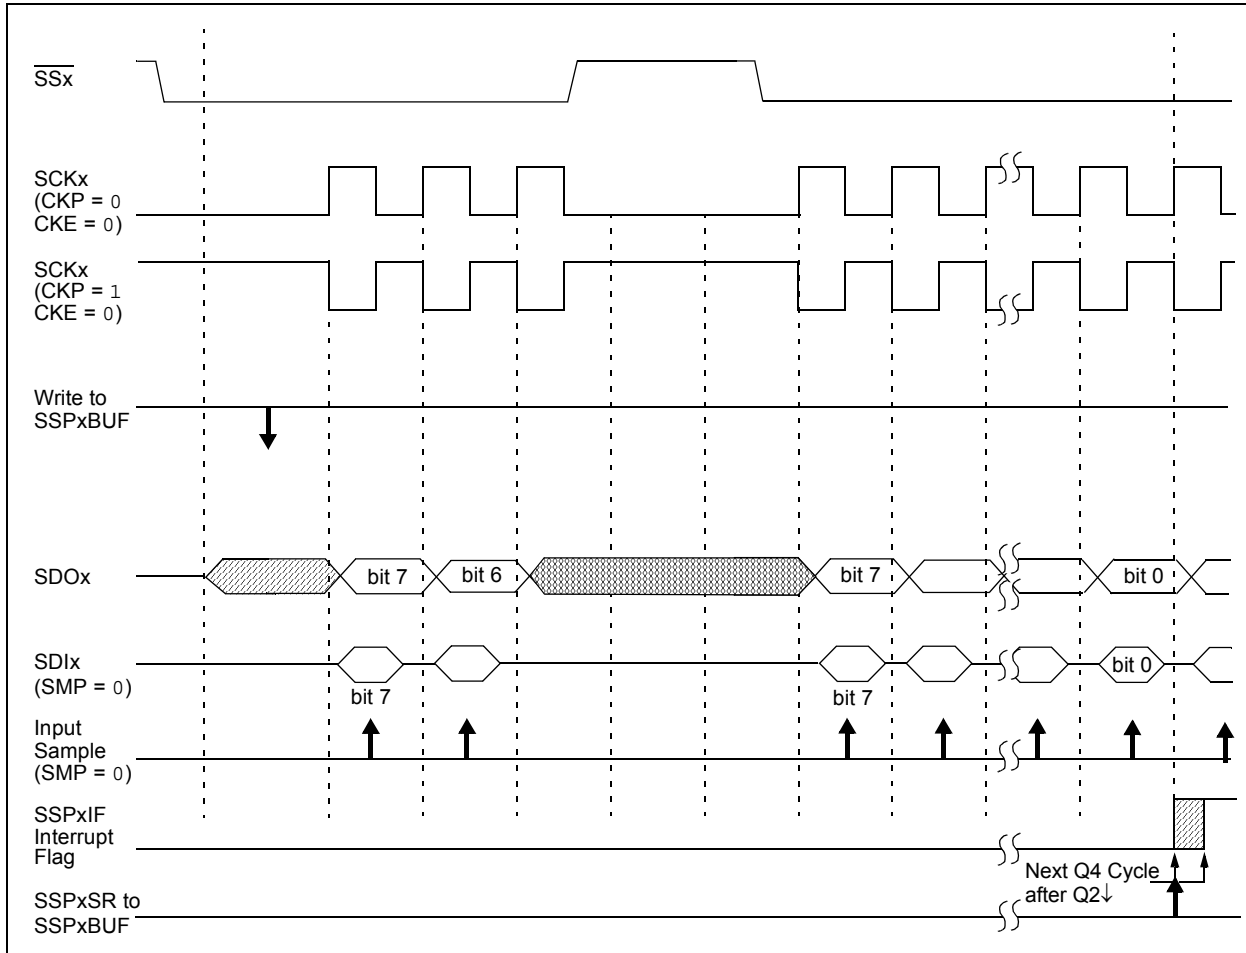 SSx
SCKx
(CKP = 0
CKE = 0)
SCKx
(CKP = 1
CKE = 0)
Write to
SSPxBUF
SDOx
bit 7
bit 6
bit 7
bit 0
SDIx
(SMP = 0)
bit 7
bit 7
bit 0
Input
Sample
(SMP = 0)
SSPxIF
Interrupt
Flag
Next Q4 Cycle
after Q2↓
SSPxSR to
SSPxBUF